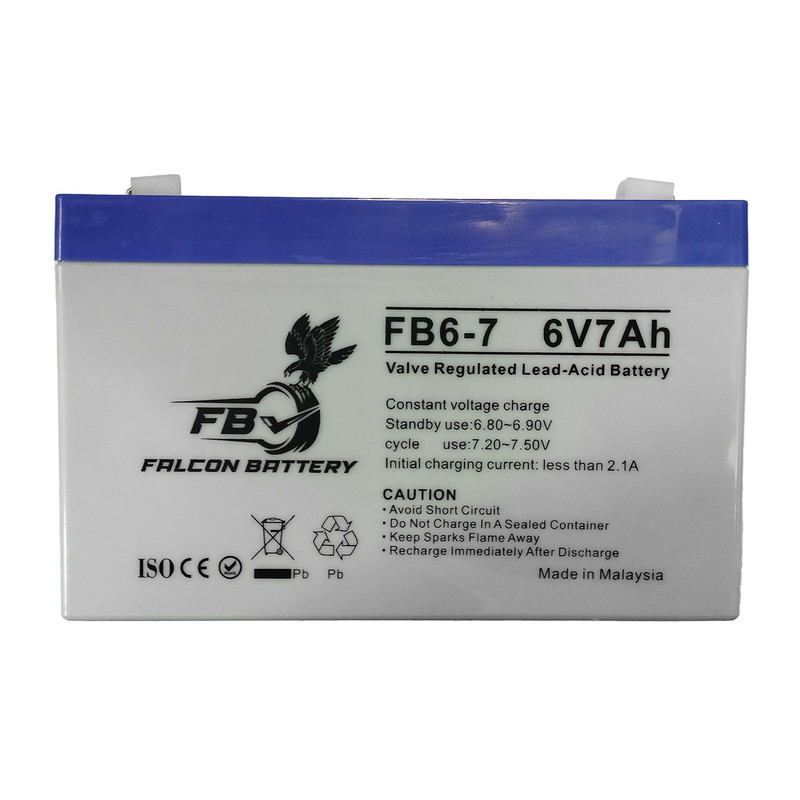 FB6-7 6V7Ah
Valve Regulated Lead-Acid Battery
Constant voltage charge
Standby use:6.80~6.90V
cycle use:7.20~7.50V
Initial charging current: less than 2.1A
FB
FALCON BATTERY
CAUTION
• Avoid Short Circuit
• Do Not Charge In A Sealed Container
• Keep Sparks Flame Away
• Recharge Immediately After Discharge
ISO CE
Pb Pb
Made in Malaysia